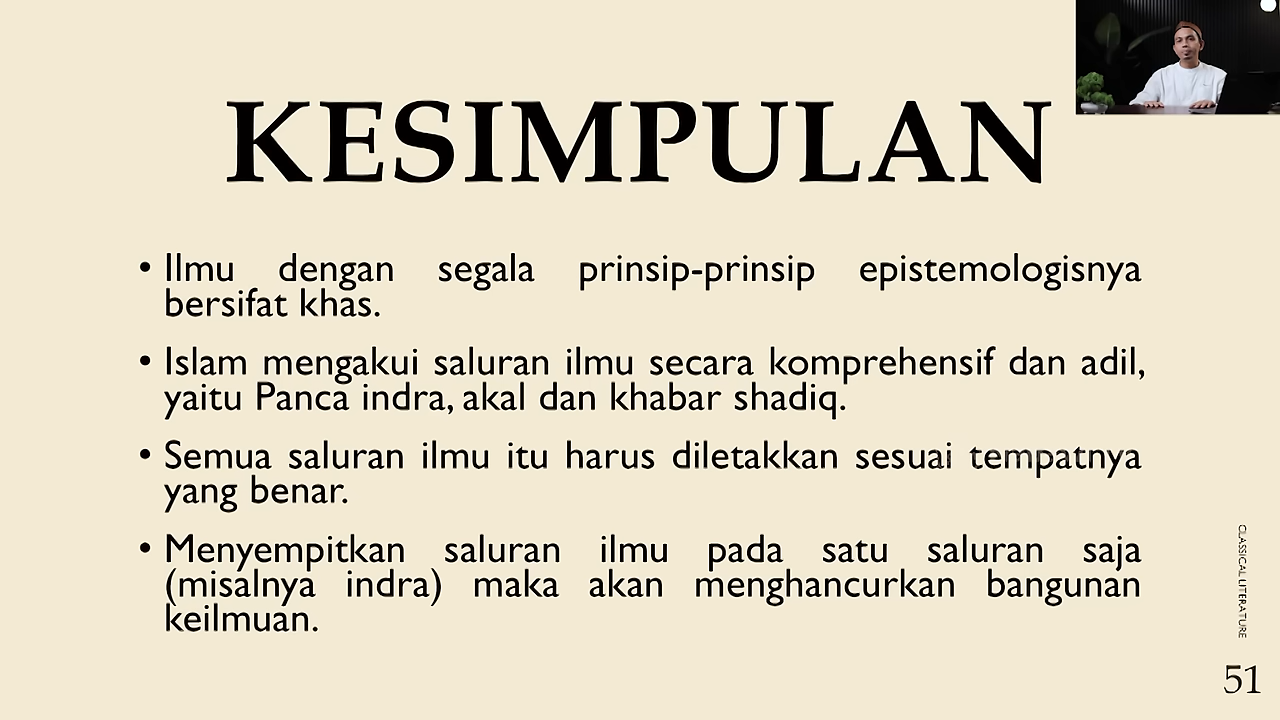 KESIMPULAN
• Ilmu dengan segala prinsip-prinsip epistemologisnya
bersifat khas.
• Islam mengakui saluran ilmu secara komprehensif dan adil,
yaitu Panca indra, akal dan khabar shadiq.
• Semua saluran ilmu itu harus diletakkan sesuai tempatnya
yang benar.
• Menyempitkan saluran ilmu pada satu saluran saja
(misalnya indra) maka akan menghancurkan bangunan
keilmuan.
CLASSICAL LITERATURE
51